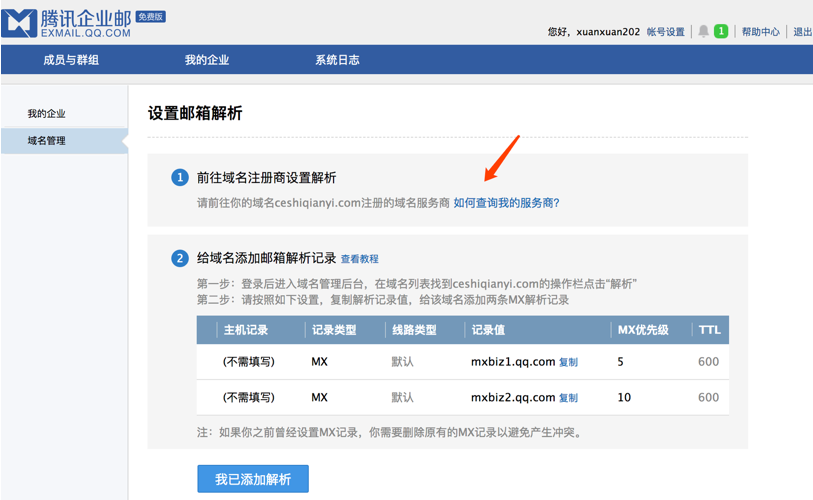 腾讯企业邮 免费版
EXMAIL.QQ.COM
您好，xuanxuan202 帐号设置 1 帮助中心 退出
成员与群组 我的企业 系统日志
我的企业
域名管理
设置邮箱解析
1 前往域名注册商设置解析
请前往你的域名ceshiqianyi.com注册的域名服务商 如何查询我的服务商?
2 给域名添加邮箱解析记录 查看教程
第一步：登录后进入域名管理后台，在域名列表找到ceshiqianyi.com的操作栏点击“解析”
第二步：请按照如下设置，复制解析记录值，给该域名添加两条MX解析记录
主机记录 记录类型 线路类型 记录值 MX优先级 TTL
(不需填写) MX 默认 mxbiz1.qq.com 复制 5 600
(不需填写) MX 默认 mxbiz2.qq.com 复制 10 600
注：如果你之前曾经设置MX记录，你需要删除原有的MX记录以避免产生冲突。
我已添加解析